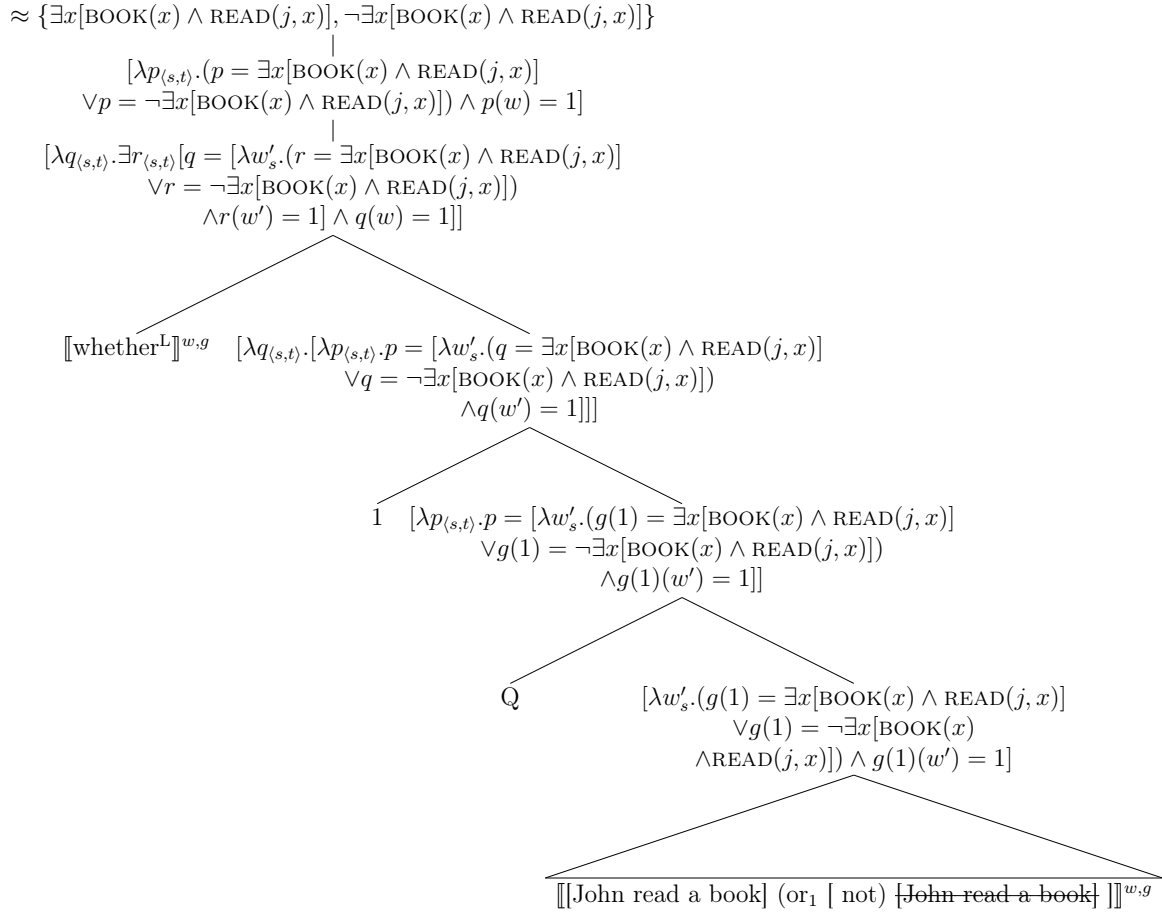 ≈ {∃x[BOOK(x) ∧ READ(j, x)], ¬∃x[BOOK(x) ∧ READ(j, x)]}
[λp⟨s,t⟩.(p = ∃x[BOOK(x) ∧ READ(j, x)]
∨p = ¬∃x[BOOK(x) ∧ READ(j, x)]) ∧ p(w) = 1]
[λq⟨s,t⟩.∃r⟨s,t⟩[q = [λw′s.(r = ∃x[BOOK(x) ∧ READ(j, x)]
∨r = ¬∃x[BOOK(x) ∧ READ(j, x)])
∧r(w′) = 1] ∧ q(w) = 1]]
⟦whetherᴸ⟧ʷ,ᵍ [λq⟨s,t⟩.[λp⟨s,t⟩.p = [λw′s.(q = ∃x[BOOK(x) ∧ READ(j, x)]
∨q = ¬∃x[BOOK(x) ∧ READ(j, x)])
∧q(w′) = 1]]]
1 [λp⟨s,t⟩.p = [λw′s.(g(1) = ∃x[BOOK(x) ∧ READ(j, x)]
∨g(1) = ¬∃x[BOOK(x) ∧ READ(j, x)])
∧g(1)(w′) = 1]]
Q [λw′s.(g(1) = ∃x[BOOK(x) ∧ READ(j, x)]
∨g(1) = ¬∃x[BOOK(x)
∧READ(j, x)]) ∧ g(1)(w′) = 1]
⟦[John read a book] (or₁ [ not) [John read a book] ]⟧ʷ,ᵍ